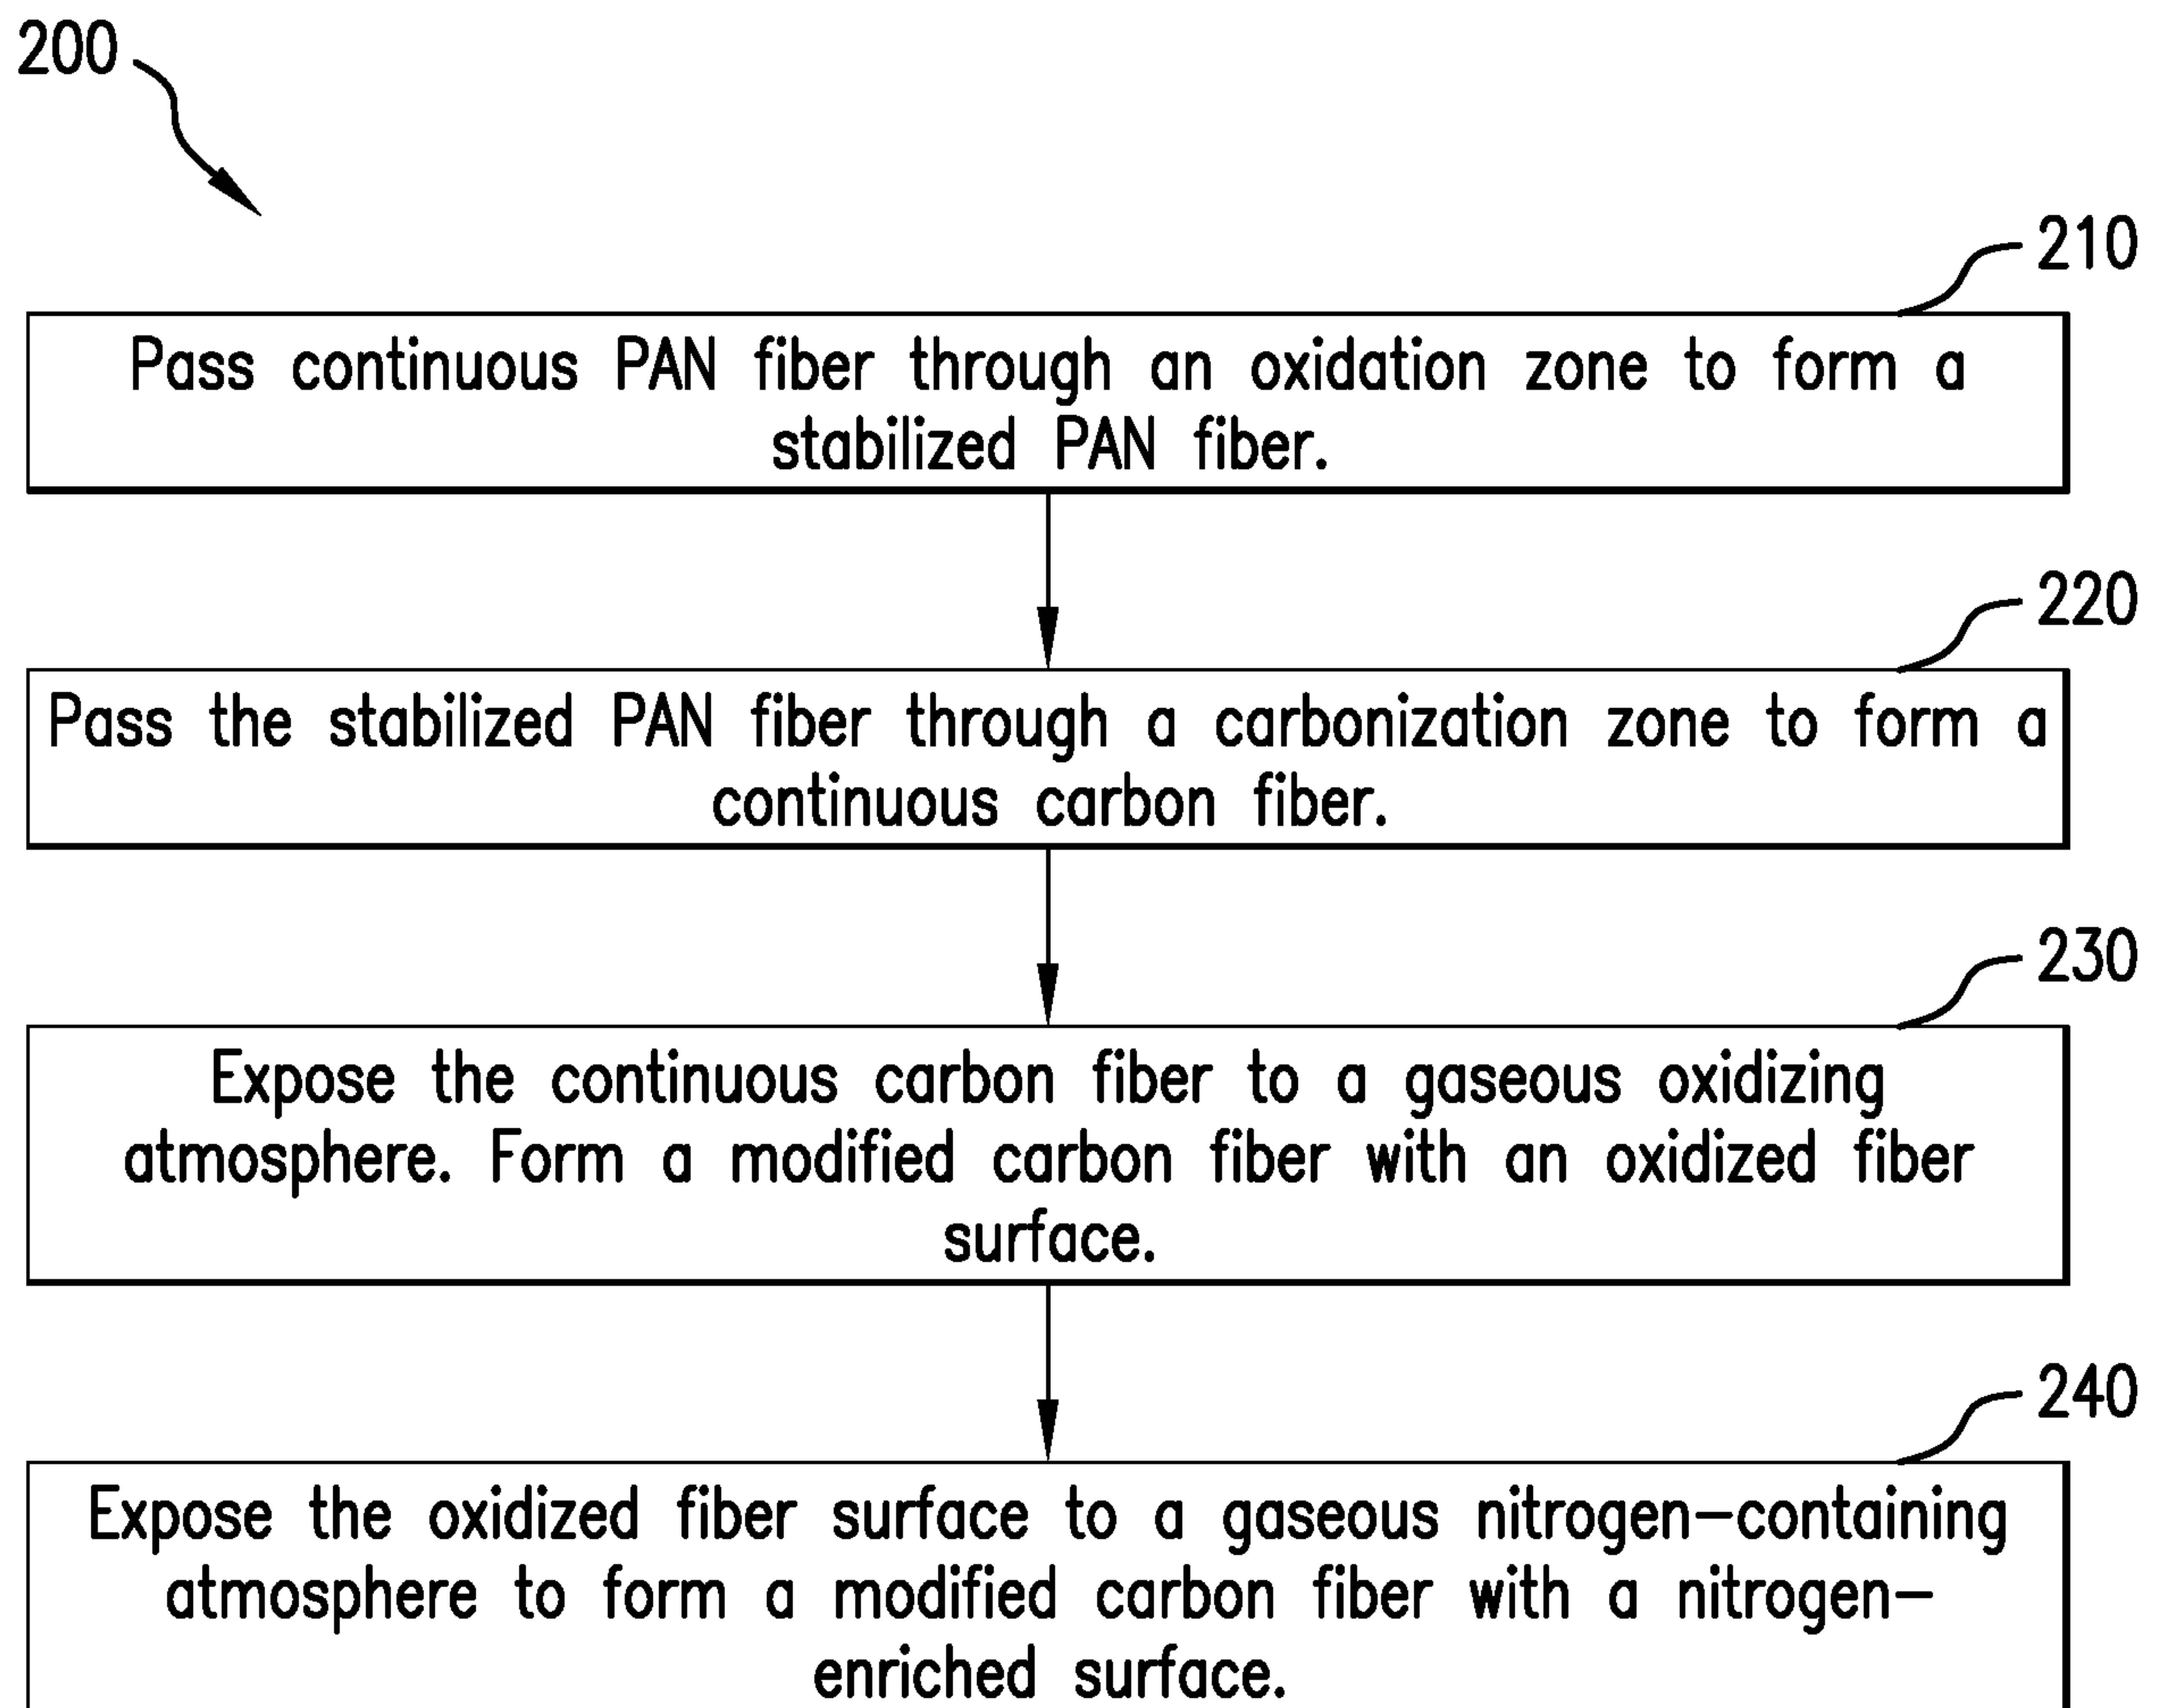 200
210
Pass continuous PAN fiber through an oxidation zone to form a
stabilized PAN fiber.
220
Pass the stabilized PAN fiber through a carbonization zone to form a
continuous carbon fiber.
230
Expose the continuous carbon fiber to a gaseous oxidizing
atmosphere. Form a modified carbon fiber with an oxidized fiber
surface.
240
Expose the oxidized fiber surface to a gaseous nitrogen-containing
atmosphere to form a modified carbon fiber with a nitrogen-
enriched surface.